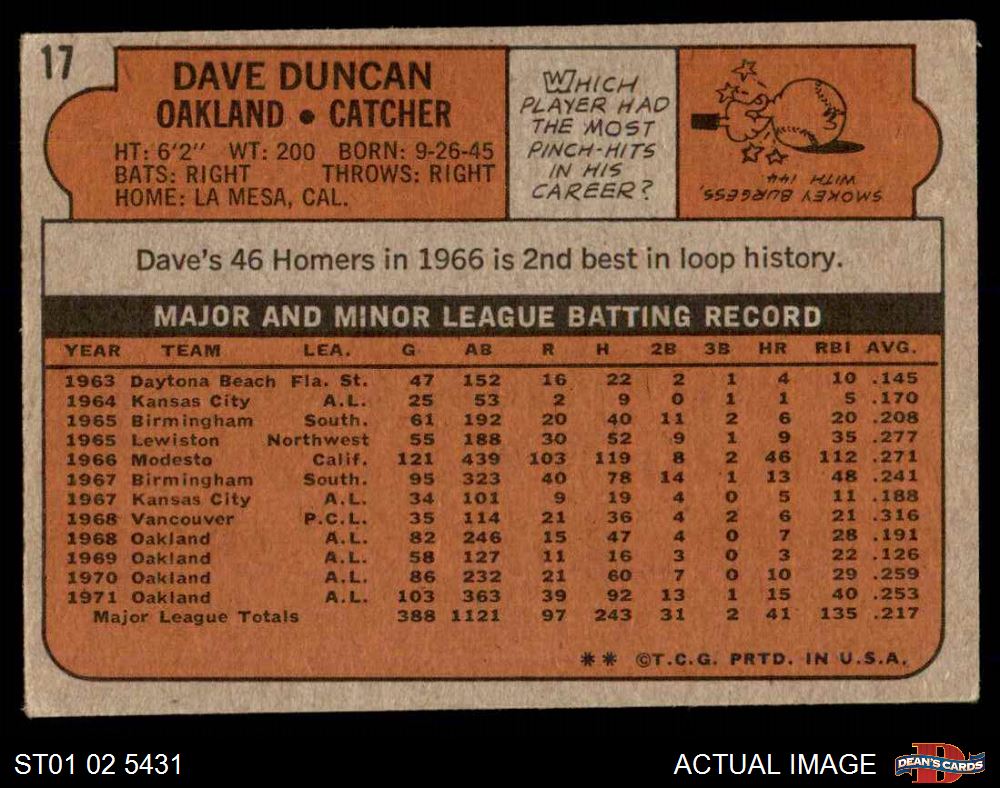 17
DAVE DUNCAN
OAKLAND • CATCHER
HT: 6'2" WT: 200 BORN: 9-26-45
BATS: RIGHT THROWS: RIGHT
HOME: LA MESA, CAL.
WHICH
PLAYER HAD
THE MOST
PINCH-HITS
IN HIS
CAREER?
SMOKEY BURGESS,
WITH 144
Dave's 46 Homers in 1966 is 2nd best in loop history.
MAJOR AND MINOR LEAGUE BATTING RECORD
YEAR TEAM LEA. G AB R H 2B 3B HR RBI AVG.
1963 Daytona Beach Fla. St. 47 152 16 22 2 1 4 10 .145
1964 Kansas City A.L. 25 53 2 9 0 1 1 5 .170
1965 Birmingham South. 61 192 20 40 11 2 6 20 .208
1965 Lewiston Northwest 55 188 30 52 9 1 9 35 .277
1966 Modesto Calif. 121 439 103 119 8 2 46 112 .271
1967 Birmingham South. 95 323 40 78 14 1 13 48 .241
1967 Kansas City A.L. 34 101 9 19 4 0 5 11 .188
1968 Vancouver P.C.L. 35 114 21 36 4 2 6 21 .316
1968 Oakland A.L. 82 246 15 47 4 0 7 28 .191
1969 Oakland A.L. 58 127 11 16 3 0 3 22 .126
1970 Oakland A.L. 86 232 21 60 7 0 10 29 .259
1971 Oakland A.L. 103 363 39 92 13 1 15 40 .253
Major League Totals 388 1121 97 243 31 2 41 135 .217
** ©T.C.G. PRTD. IN U.S.A.
ST01 02 5431
ACTUAL IMAGE
D
DEAN'S CARDS